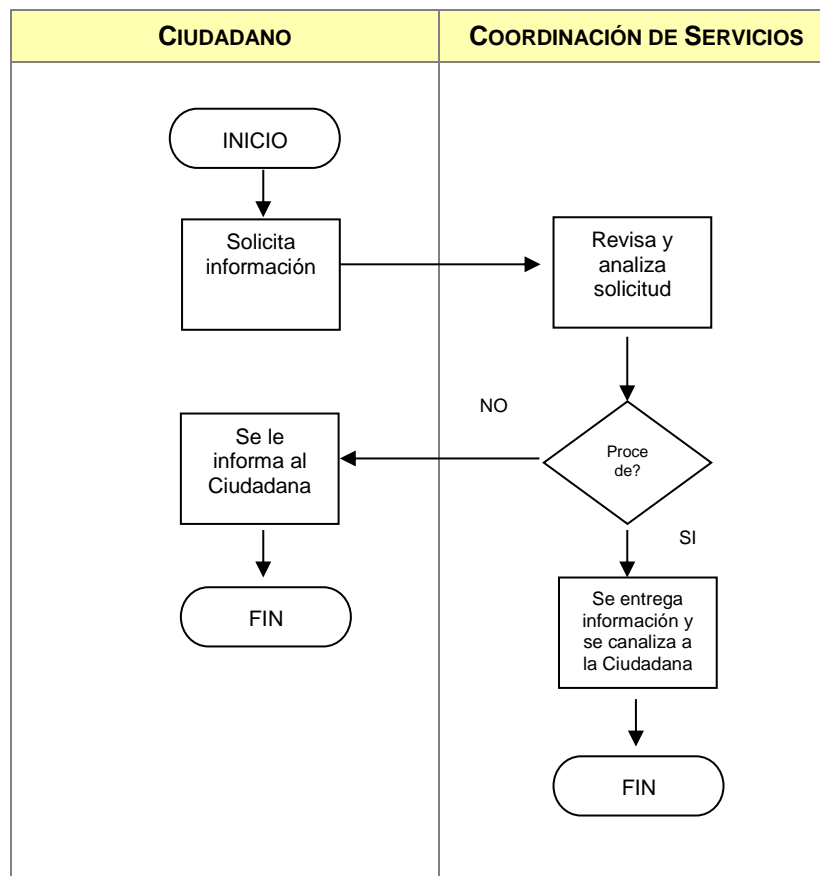 CIUDADANO
COORDINACIÓN DE SERVICIOS
INICIO
Solicita
información
Revisa y
analiza
solicitud
NO
Proce
de?
Se le
informa al
Ciudadana
SI
FIN
Se entrega
información y
se canaliza a
la Ciudadana
FIN